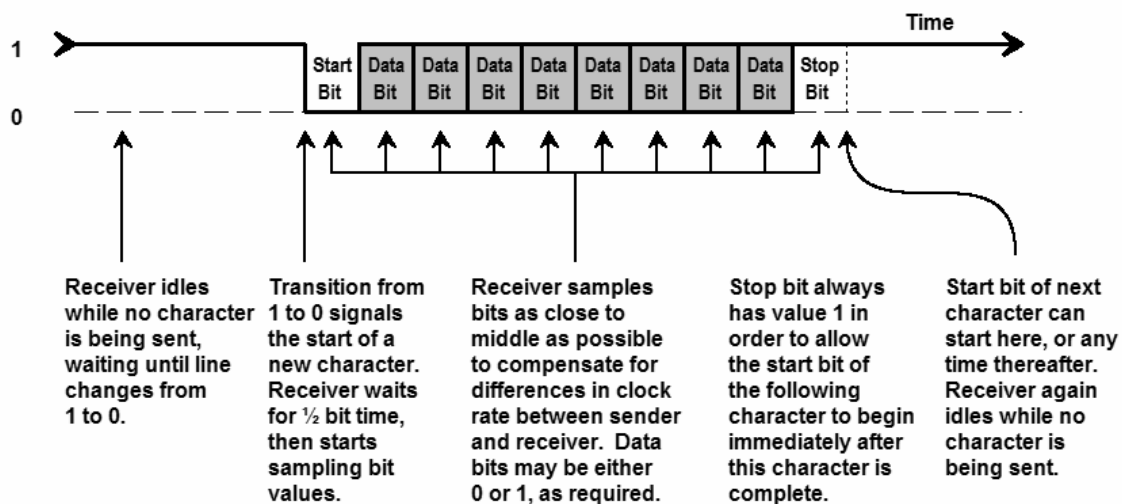 Time
1
0
Start Bit
Data Bit
Data Bit
Data Bit
Data Bit
Data Bit
Data Bit
Data Bit
Data Bit
Stop Bit
Receiver idles
while no character
is being sent,
waiting until line
changes from
1 to 0.
Transition from
1 to 0 signals
the start of a
new character.
Receiver waits
for ½ bit time,
then starts
sampling bit
values.
Receiver samples
bits as close to
middle as possible
to compensate for
differences in clock
rate between sender
and receiver. Data
bits may be either
0 or 1, as required.
Stop bit always
has value 1 in
order to allow
the start bit of
the following
character to begin
immediately after
this character is
complete.
Start bit of next
character can
start here, or any
time thereafter.
Receiver again
idles while no
character is
being sent.